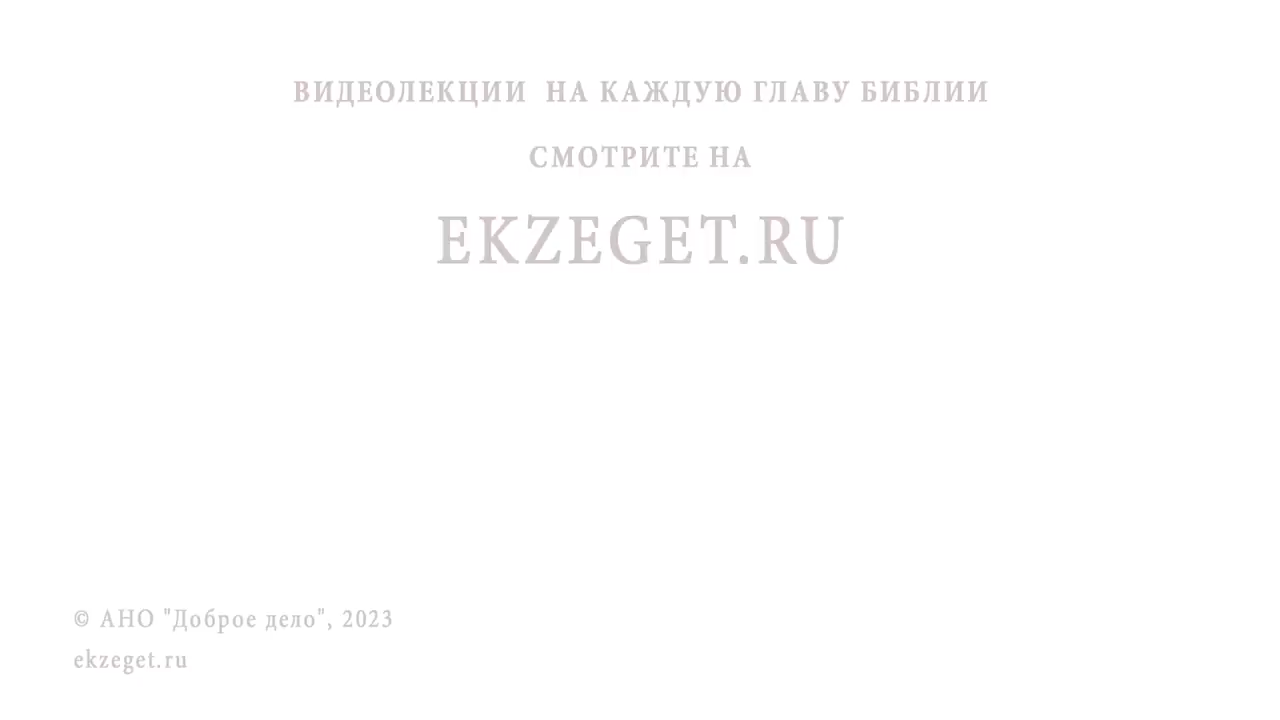 ВИДЕОЛЕКЦИИ НА КАЖДУЮ ГЛАВУ БИБЛИИ
СМОТРИТЕ НА
EKZEGET.RU
© АНО "Доброе дело", 2023
ekzeget.ru